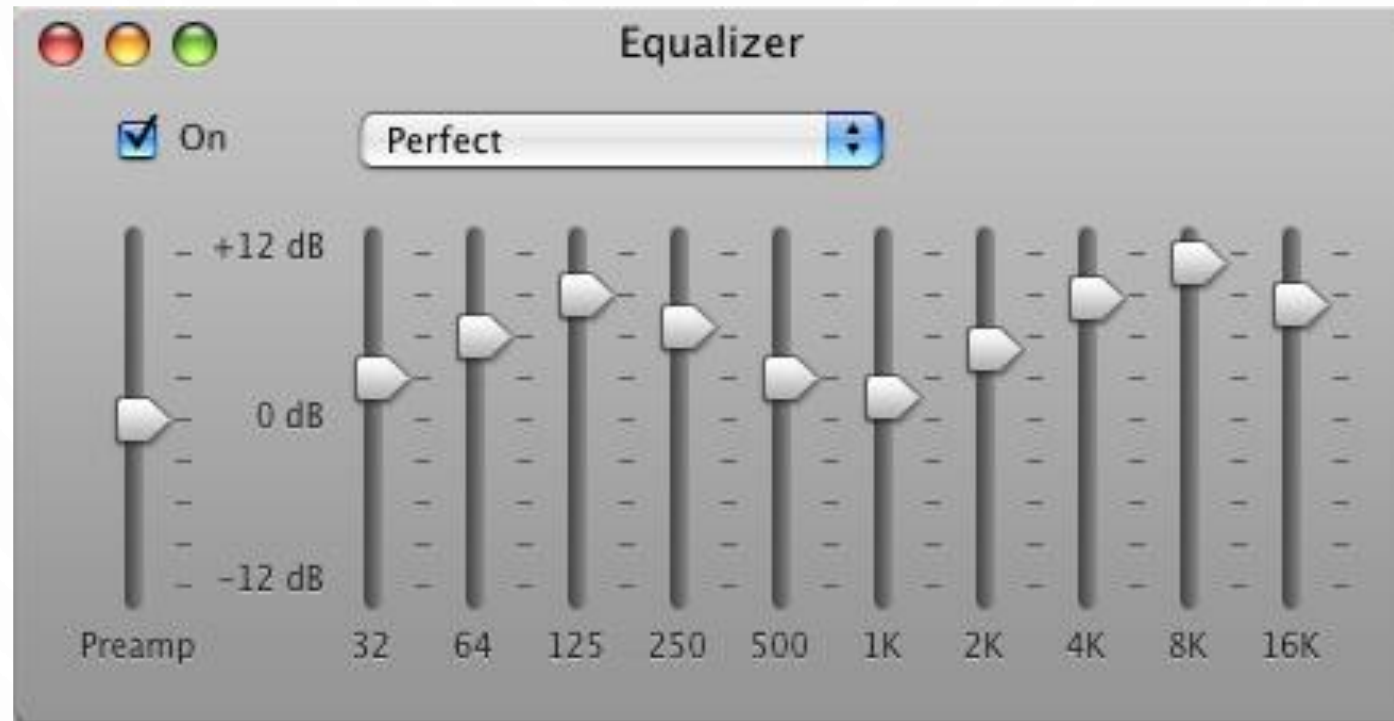 Equalizer
On
Perfect
+12 dB
0 dB
-12 dB
Preamp 32 64 125 250 500 1K 2K 4K 8K 16K